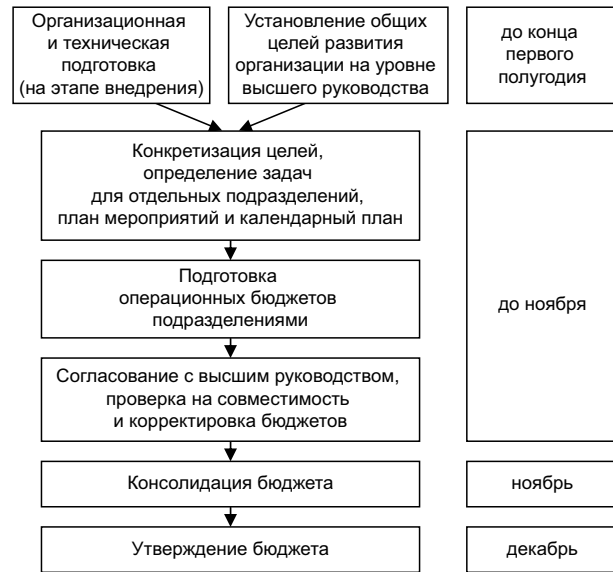 Организационная
и техническая
подготовка
(на этапе внедрения)
Установление общих
целей развития
организации на уровне
высшего руководства
до конца
первого
полугодия
Конкретизация целей,
определение задач
для отдельных подразделений,
план мероприятий и календарный план
Подготовка
операционных бюджетов
подразделениями
Согласование с высшим руководством,
проверка на совместимость
и корректировка бюджетов
до ноября
Консолидация бюджета
ноябрь
Утверждение бюджета
декабрь